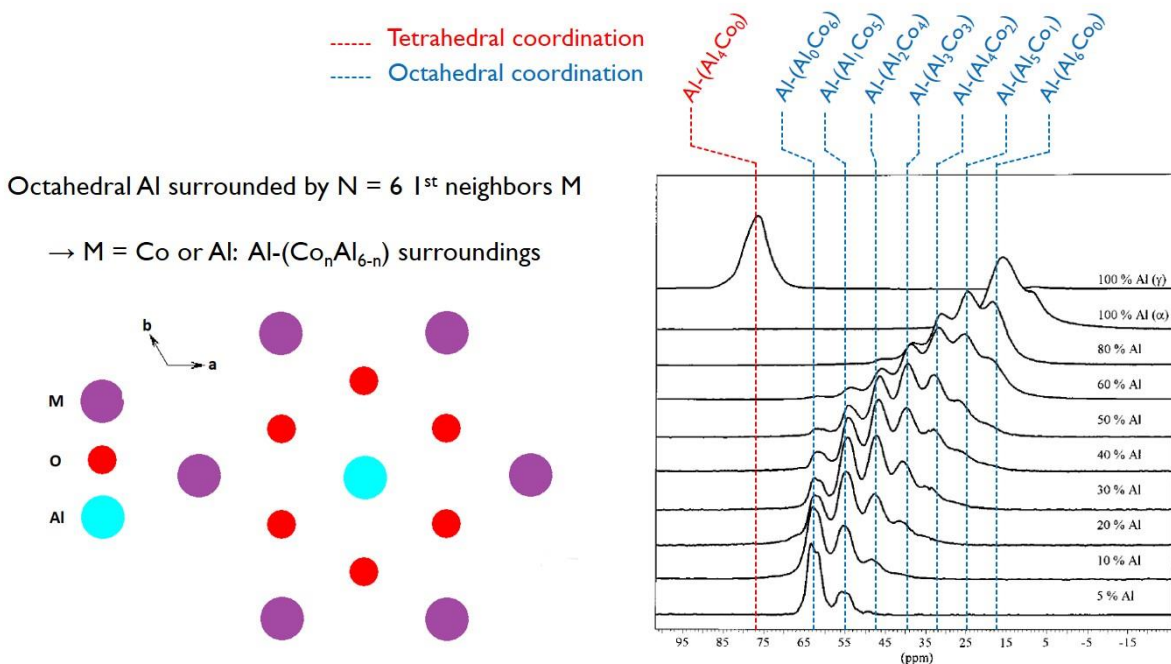 ----- Tetrahedral coordination
----- Octahedral coordination
Al-(Al₄Co₀)
Al-(Al₀Co₆)
Al-(Al₁Co₅)
Al-(Al₂Co₄)
Al-(Al₃Co₃)
Al-(Al₄Co₂)
Al-(Al₅Co₁)
Al-(Al₆Co₀)
Octahedral Al surrounded by N = 6 1ˢᵗ neighbors M
→ M = Co or Al: Al-(CoₙAl₆₋ₙ) surroundings
b
a
M
O
Al
100 % Al (γ)
100 % Al (α)
80 % Al
60 % Al
50 % Al
40 % Al
30 % Al
20 % Al
10 % Al
5 % Al
95 85 75 65 55 45 35 25 15 5 -5 -15
(ppm)